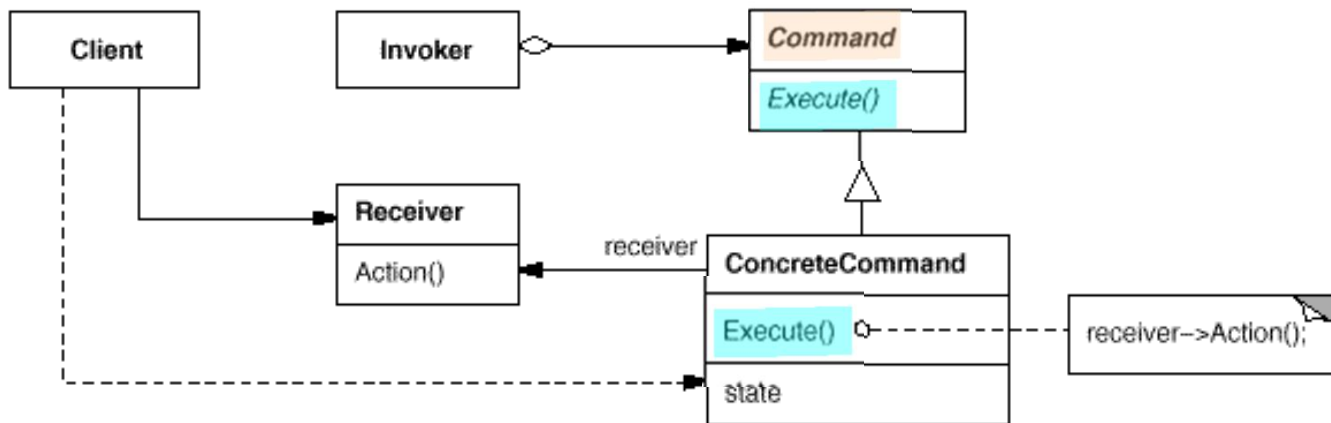 Client
Invoker
Command
Execute()
Receiver
Action()
receiver
ConcreteCommand
Execute()
receiver–>Action();
state